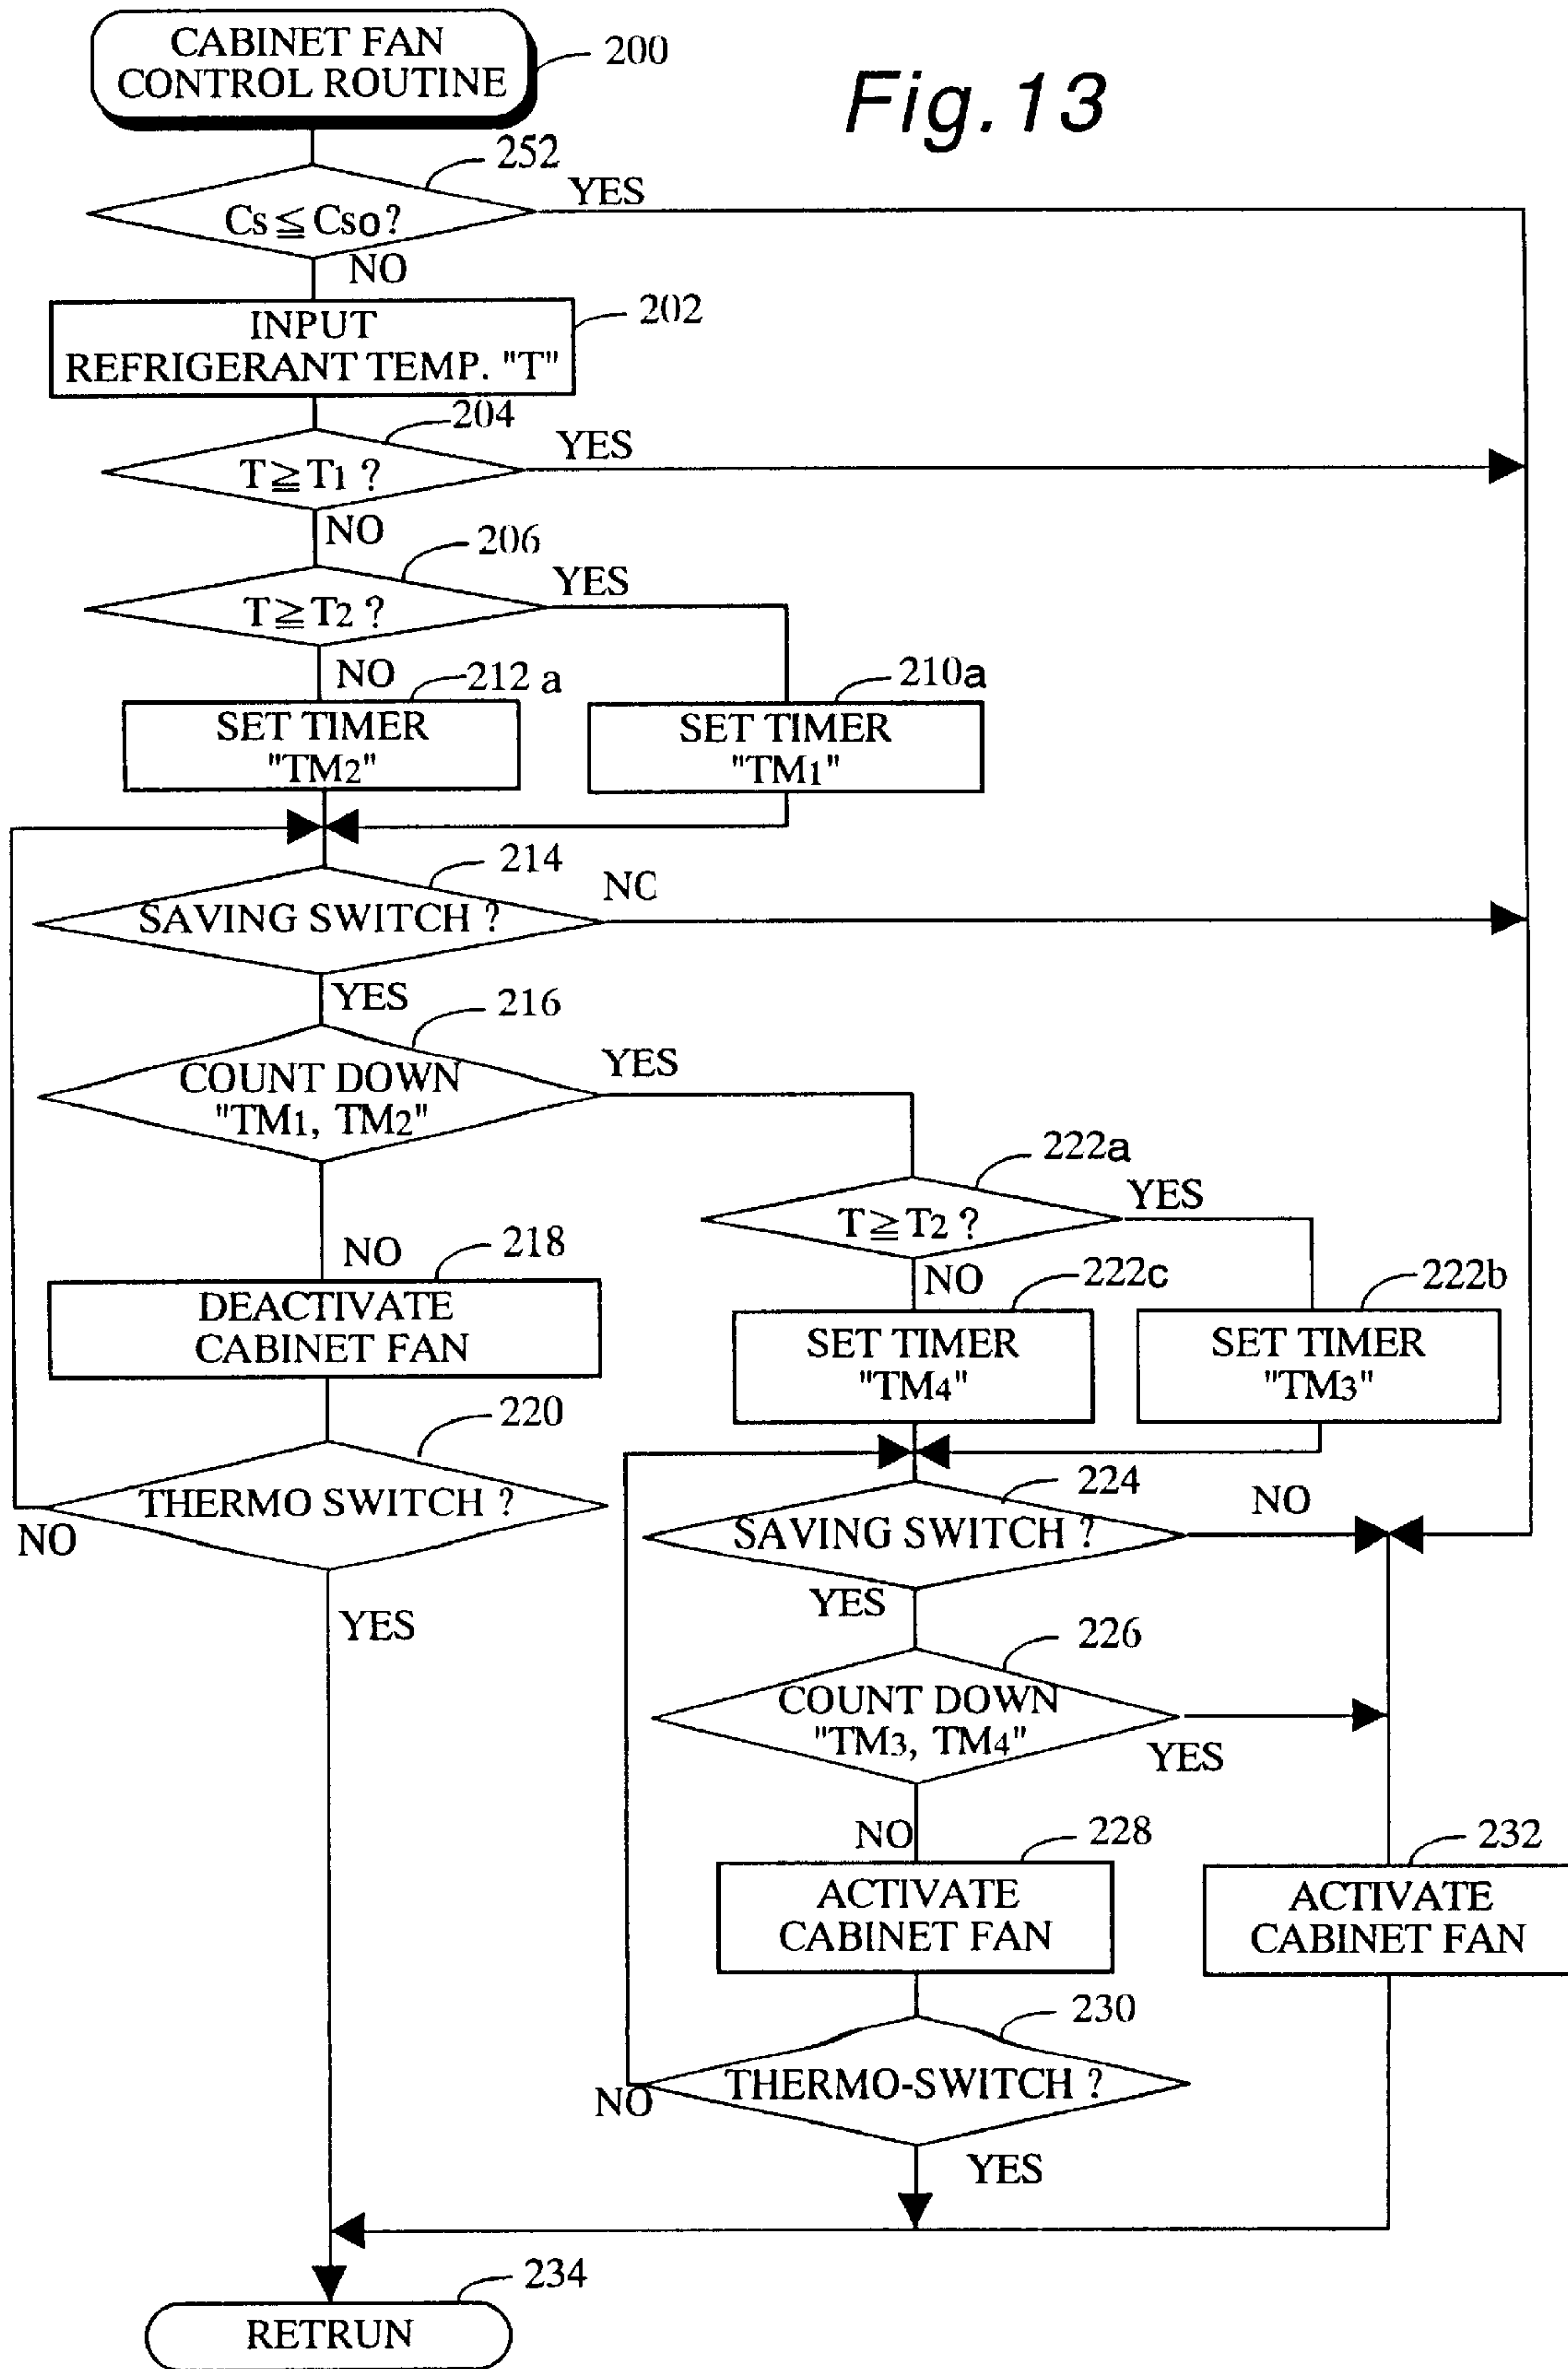 Fig.13
CABINET FAN
CONTROL ROUTINE
200
252
Cs≦Cso?
YES
NO
INPUT
REFRIGERANT TEMP. "T"
202
204
T≧T1 ?
YES
NO
206
T≧T2 ?
YES
NO
212 a
SET TIMER
"TM2"
210a
SET TIMER
"TM1"
214
SAVING SWITCH ?
NO
YES
216
COUNT DOWN
"TM1, TM2"
YES
NO
218
DEACTIVATE
CABINET FAN
220
THERMO SWITCH ?
NO
YES
222a
T≧T2 ?
YES
NO
222c
SET TIMER
"TM4"
222b
SET TIMER
"TM3"
224
SAVING SWITCH ?
NO
YES
226
COUNT DOWN
"TM3, TM4"
YES
NO
228
ACTIVATE
CABINET FAN
232
ACTIVATE
CABINET FAN
230
THERMO-SWITCH ?
NO
YES
234
RETRUN